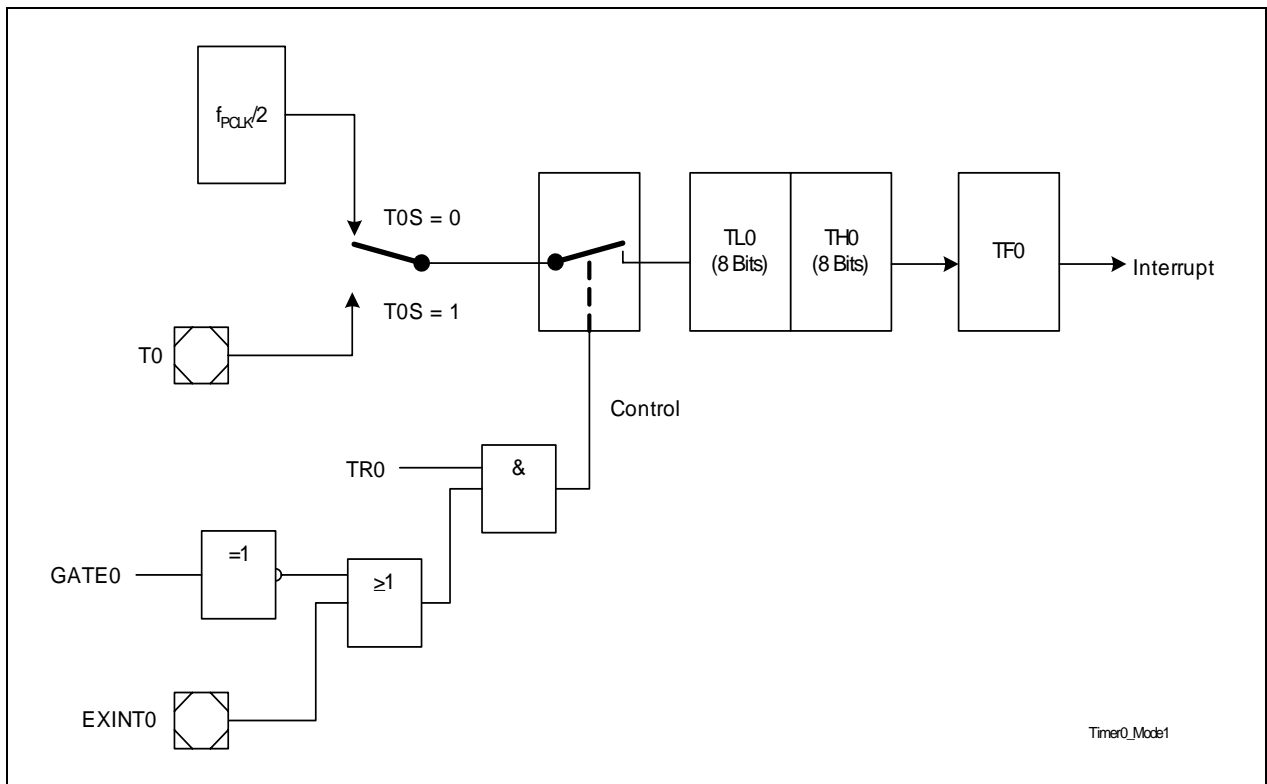 fPCLK/2
T0S = 0
TL0
(8 Bits)
TH0
(8 Bits)
TF0
Interrupt
T0S = 1
T0
Control
TR0
&
=1
GATE0
≥1
EXINT0
Timer0_Mode1